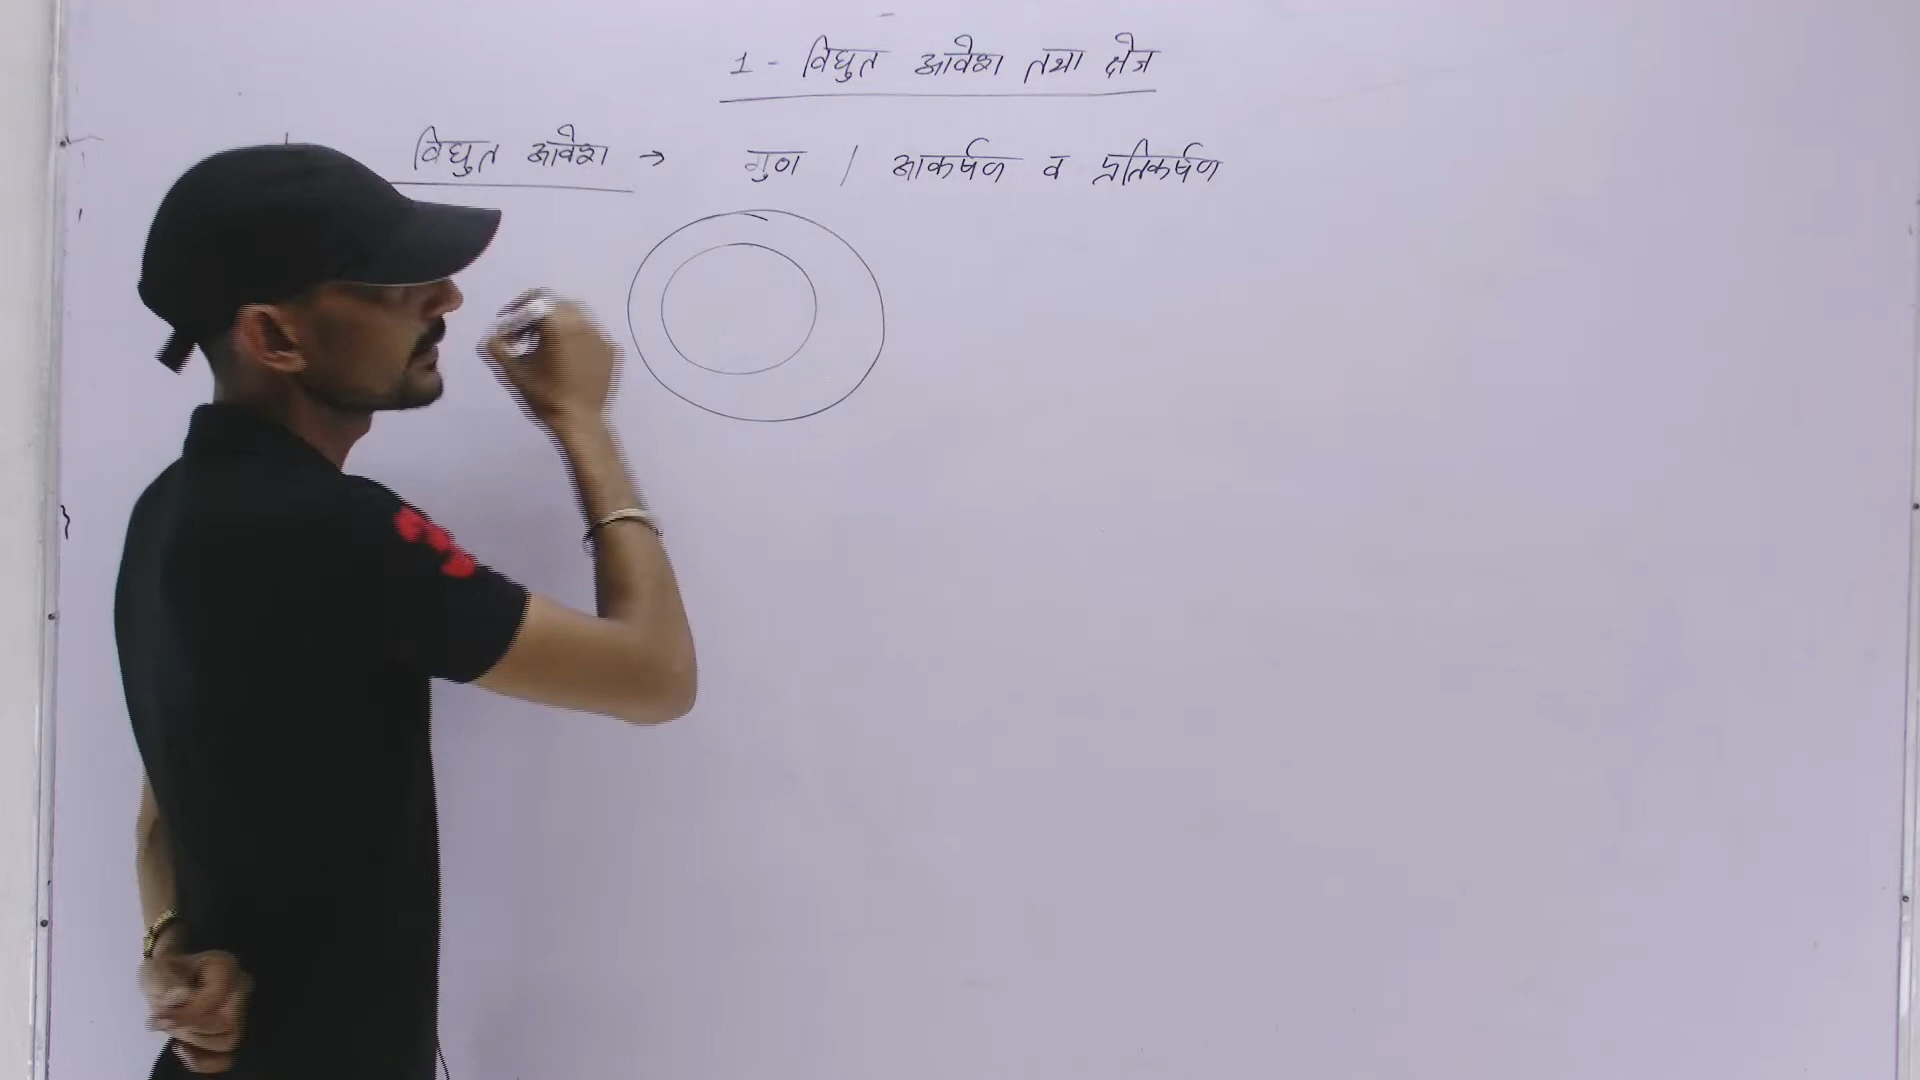 1 - विद्युत आवेश तथा क्षेत्र
विद्युत आवेश → गुण / आकर्षण व प्रतिकर्षण